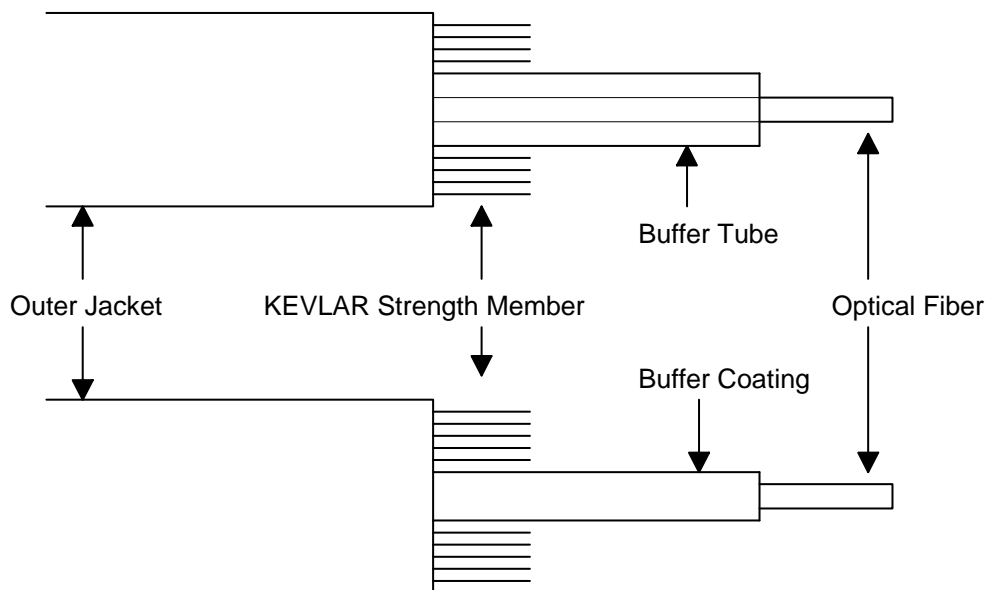 Buffer Tube
Outer Jacket
KEVLAR Strength Member
Optical Fiber
Buffer Coating